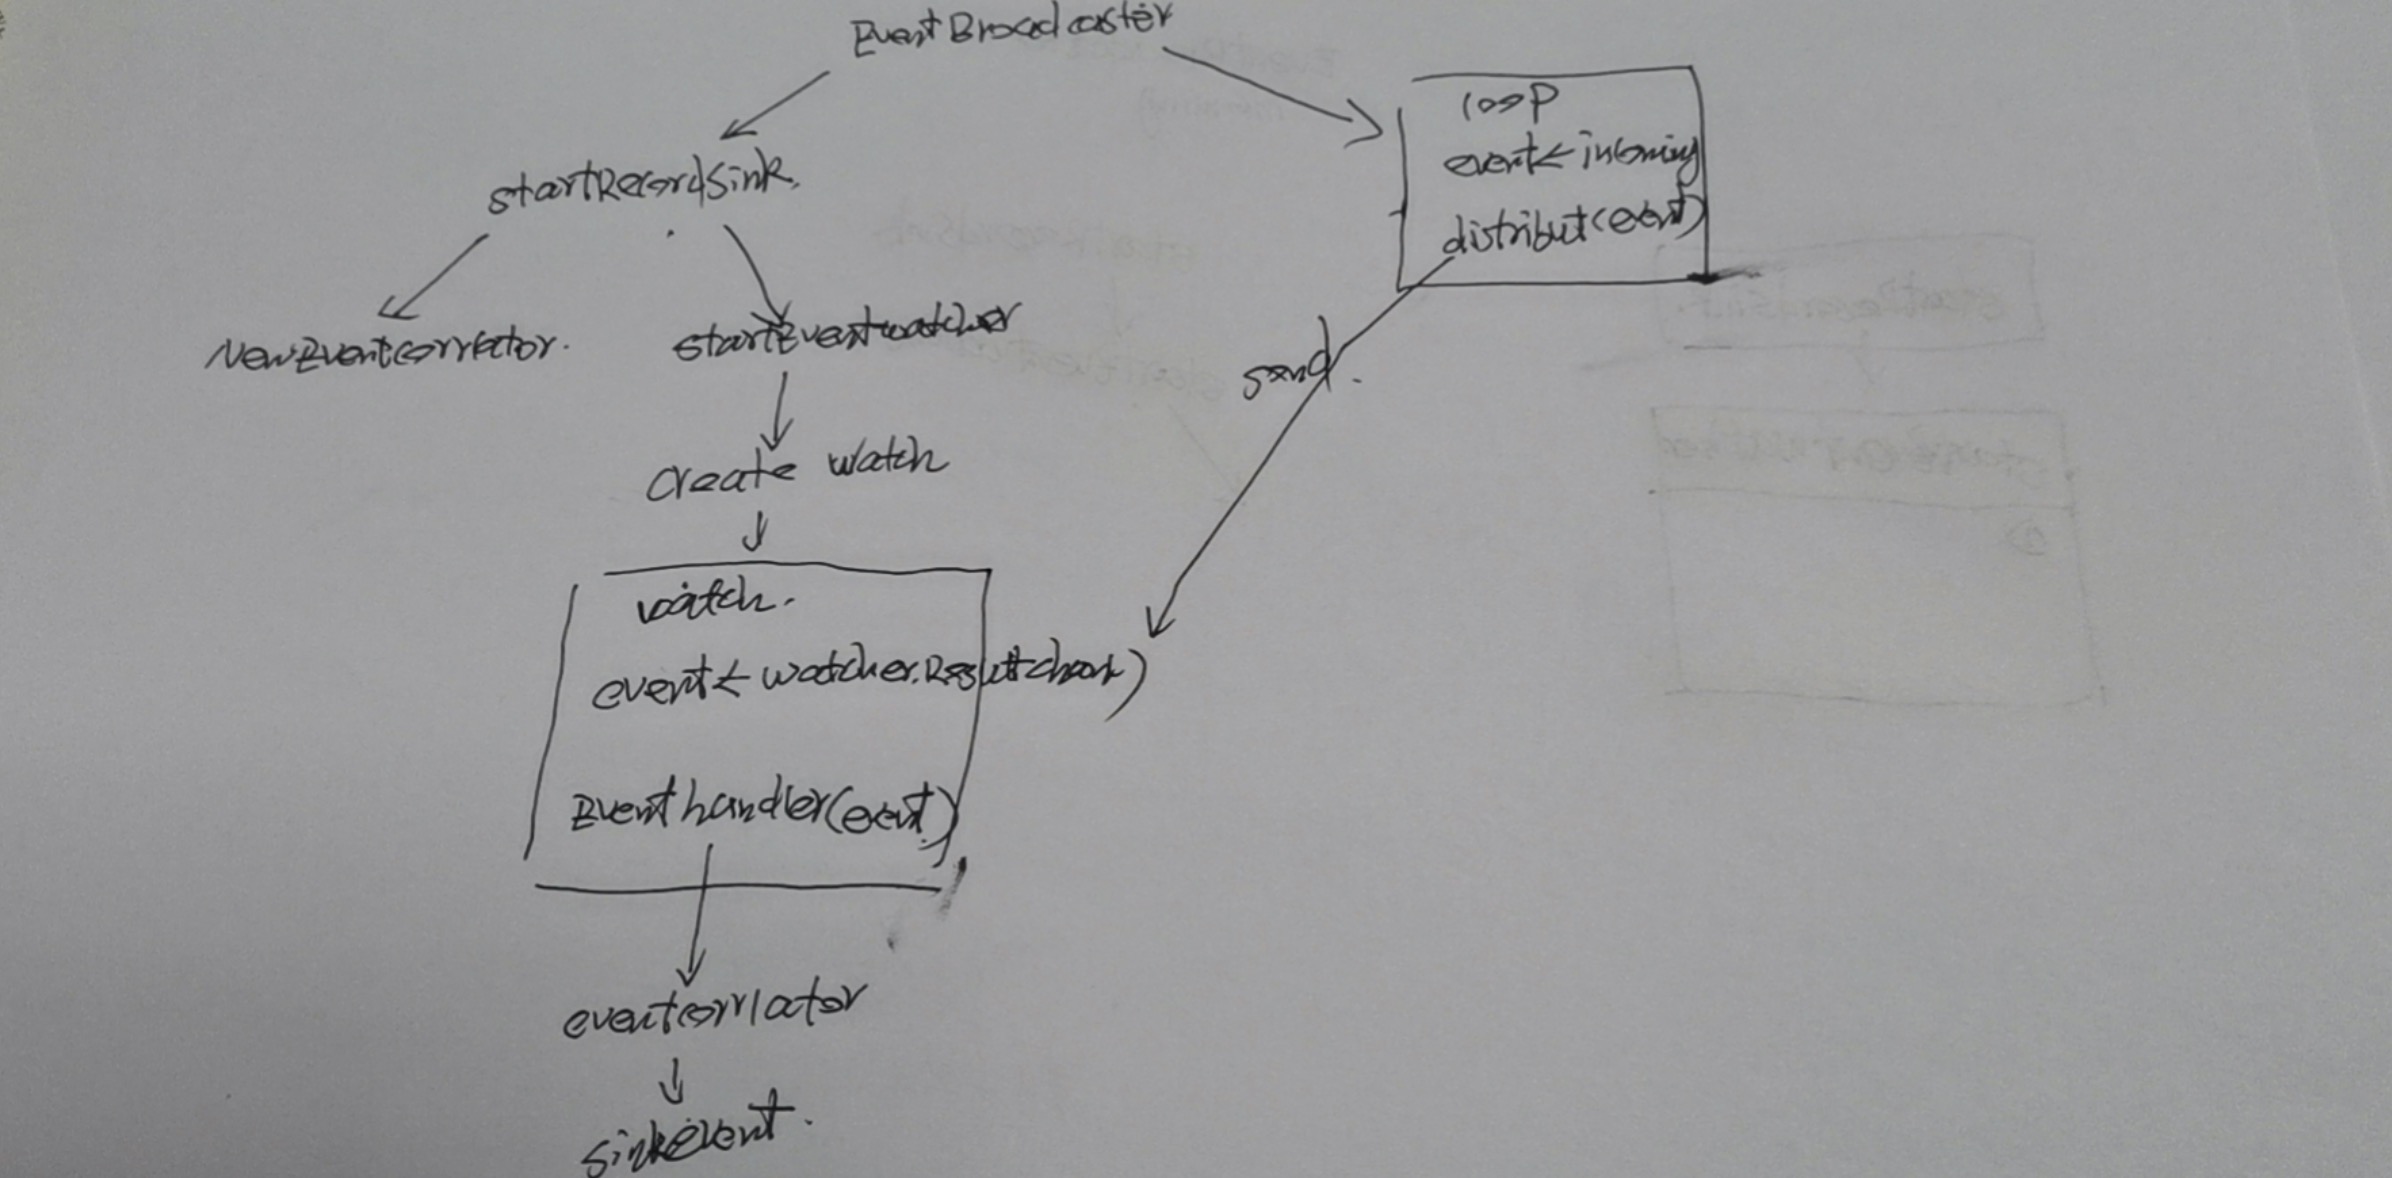 EventBroadcaster
loop
event← incoming
distribut(event)
startRecordSink.
NewEventcorrlator.
startEventwatcher
send.
create watch
watch.
event← watcher.Resultchan()
Eventhandler(event)
eventcorrlator
sinkevent.